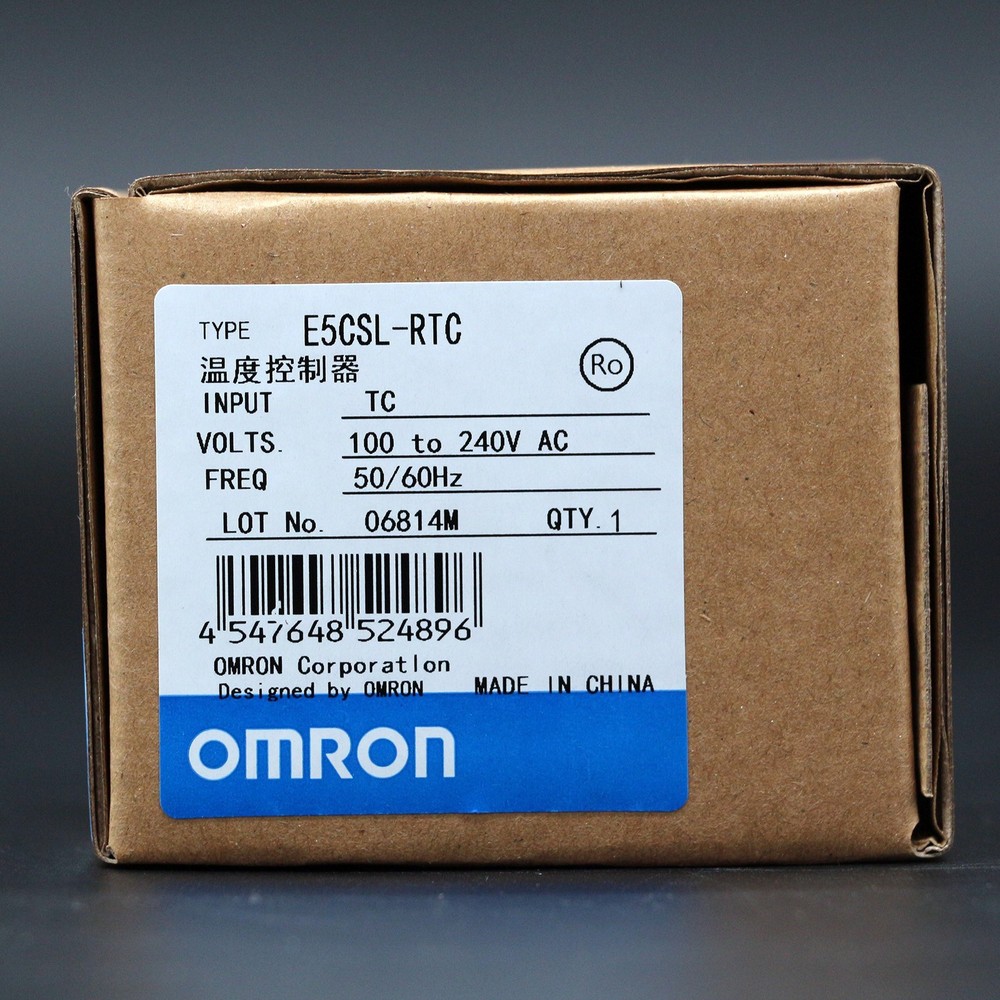 TYPE E5CSL-RTC
温度控制器
Ro
INPUT TC
VOLTS. 100 to 240V AC
FREQ 50/60Hz
LOT No. 06814M QTY. 1
4 547648 524896
OMRON Corporatlon
Designed by OMRON MADE IN CHINA
OMRON